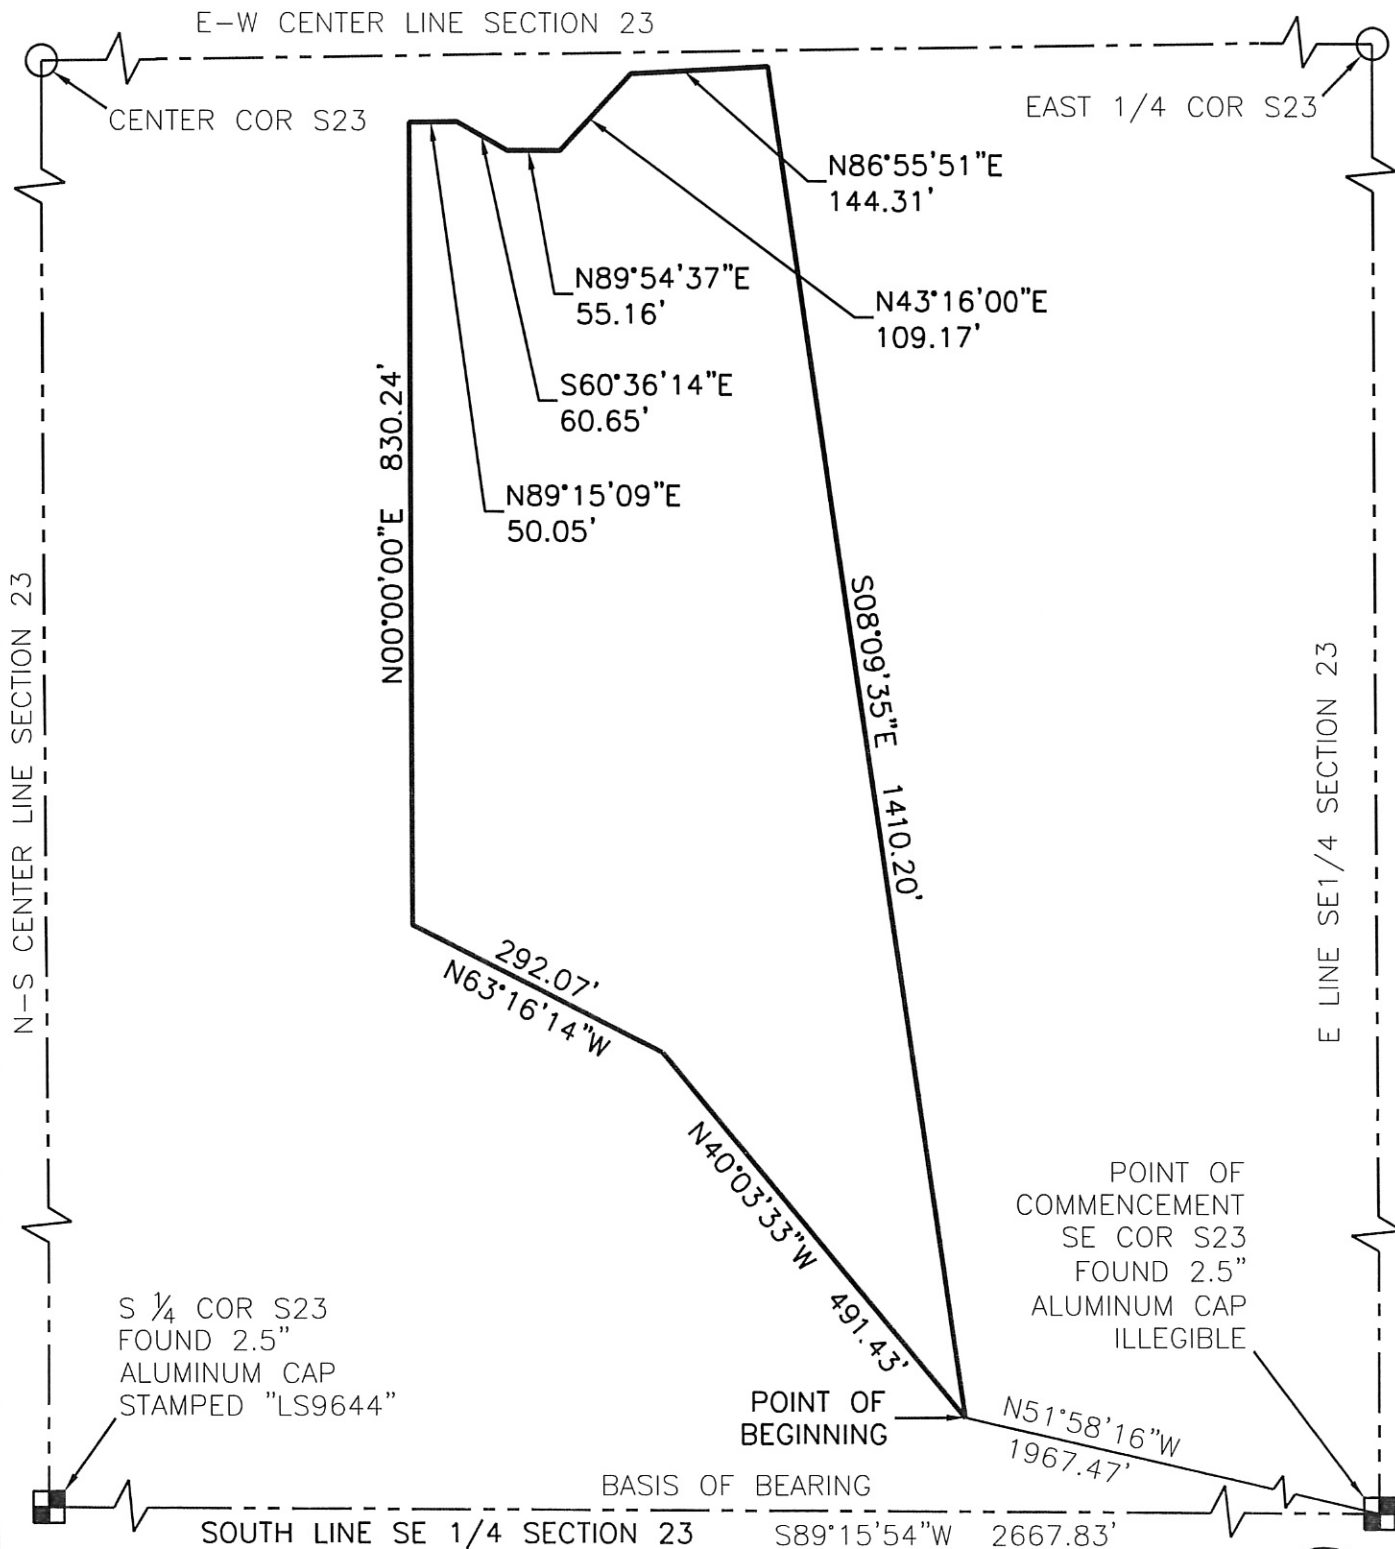 E-W CENTER LINE SECTION 23
CENTER COR S23
EAST 1/4 COR S23
N86°55'51"E
144.31'
N89°54'37"E
55.16'
N43°16'00"E
109.17'
S60°36'14"E
60.65'
N89°15'09"E
50.05'
N00°00'00"E 830.24'
S08°09'35"E 1410.20'
N-S CENTER LINE SECTION 23
E LINE SE1/4 SECTION 23
292.07'
N63°16'14"W
N40°03'33"W 491.43'
POINT OF
COMMENCEMENT
SE COR S23
FOUND 2.5"
ALUMINUM CAP
ILLEGIBLE
S 1/4 COR S23
FOUND 2.5"
ALUMINUM CAP
STAMPED "LS9644"
POINT OF
BEGINNING
N51°58'16"W
1967.47'
BASIS OF BEARING
SOUTH LINE SE 1/4 SECTION 23 S89°15'54"W 2667.83'